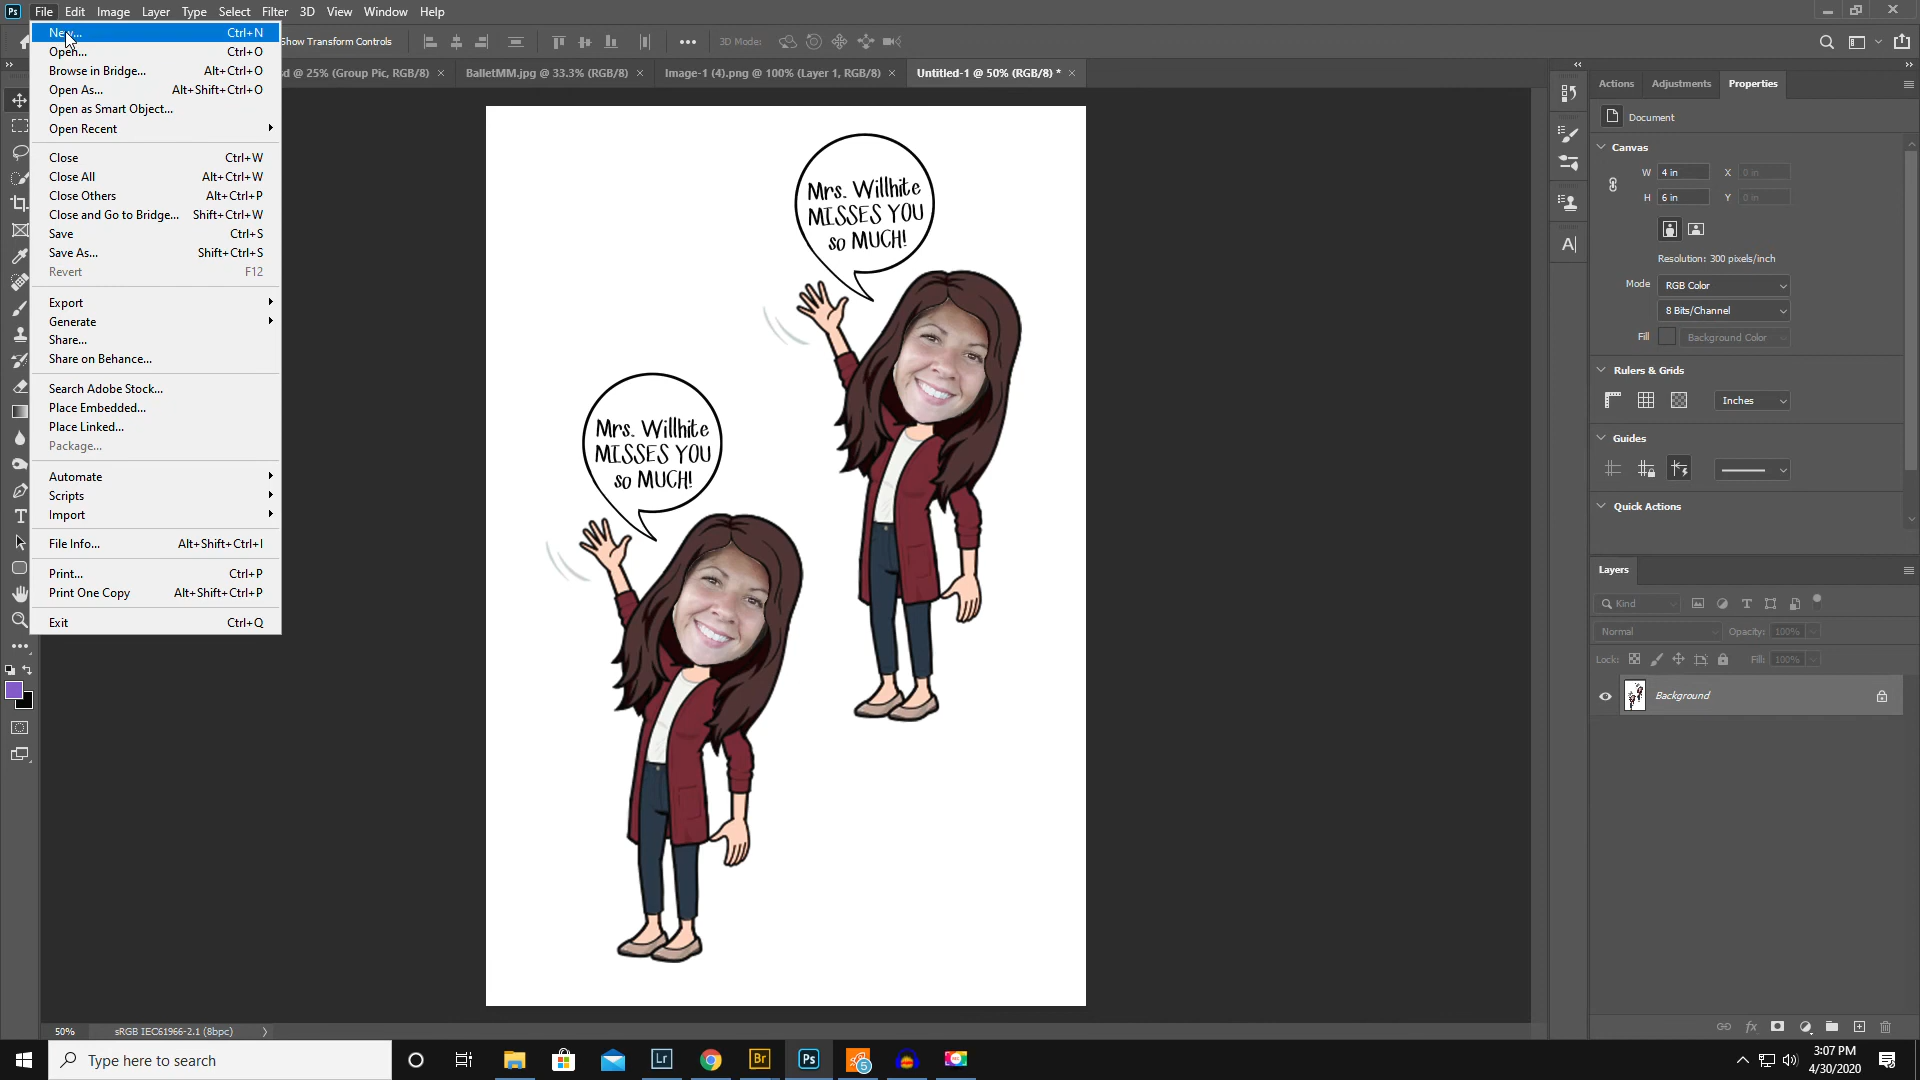 Ps File Edit Image Layer Type Select Filter 3D View Window Help
Show Transform Controls 3D Mode:
sd @ 25% (Group Pic, RGB/8) × BalletMM.jpg @ 33.3% (RGB/8) × Image-1 (4).png @ 100% (Layer 1, RGB/8) × Untitled-1 @ 50% (RGB/8) * ×
New... Ctrl+N
Open... Ctrl+O
Browse in Bridge... Alt+Ctrl+O
Open As... Alt+Shift+Ctrl+O
Open as Smart Object...
Open Recent
Close Ctrl+W
Close All Alt+Ctrl+W
Close Others Alt+Ctrl+P
Close and Go to Bridge... Shift+Ctrl+W
Save Ctrl+S
Save As... Shift+Ctrl+S
Revert F12
Export
Generate
Share...
Share on Behance...
Search Adobe Stock...
Place Embedded...
Place Linked...
Package...
Automate
Scripts
Import
File Info... Alt+Shift+Ctrl+I
Print... Ctrl+P
Print One Copy Alt+Shift+Ctrl+P
Exit Ctrl+Q
Mrs. Willhite
MISSES YOU
so MUCH!
Mrs. Willhite
MISSES YOU
so MUCH!
Actions Adjustments Properties
Document
Canvas
W 4 in X 0 in
H 6 in Y 0 in
Resolution: 300 pixels/inch
Mode RGB Color
8 Bits/Channel
Fill Background Color
Rulers & Grids
Inches
Guides
Quick Actions
Layers
Kind
Normal Opacity: 100%
Lock: Fill: 100%
Background
50% sRGB IEC61966-2.1 (8bpc)
Type here to search
Lr Br Ps 5
3:07 PM
4/30/2020